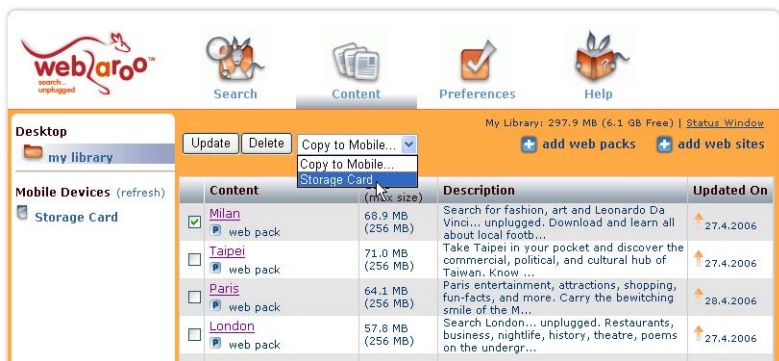 webaroo™
search...
unplugged
Search
Content
Preferences
Help
My Library: 297.9 MB (6.1 GB Free) | Status Window
Desktop
my library
Mobile Devices (refresh)
Storage Card
Update
Delete
Copy to Mobile...
Copy to Mobile...
Storage Card
add web packs
add web sites
Content
(max size)
Description
Updated On
Milan
P web pack
68.9 MB
(256 MB)
Search for fashion, art and Leonardo Da
Vinci... unplugged. Download and learn all
about local footb...
27.4.2006
Taipei
P web pack
71.0 MB
(256 MB)
Take Taipei in your pocket and discover the
commercial, political, and cultural hub of
Taiwan. Know ...
27.4.2006
Paris
P web pack
64.1 MB
(256 MB)
Paris entertainment, attractions, shopping,
fun-facts, and more. Carry the bewitching
smile of the M...
28.4.2006
London
P web pack
57.8 MB
(256 MB)
Search London... unplugged. Restaurants,
business, nightlife, history, theatre, poems
on the undergr...
27.4.2006